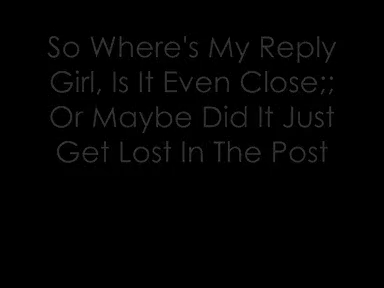 So Where's My Reply
Girl, Is It Even Close;;
Or Maybe Did It Just
Get Lost In The Post